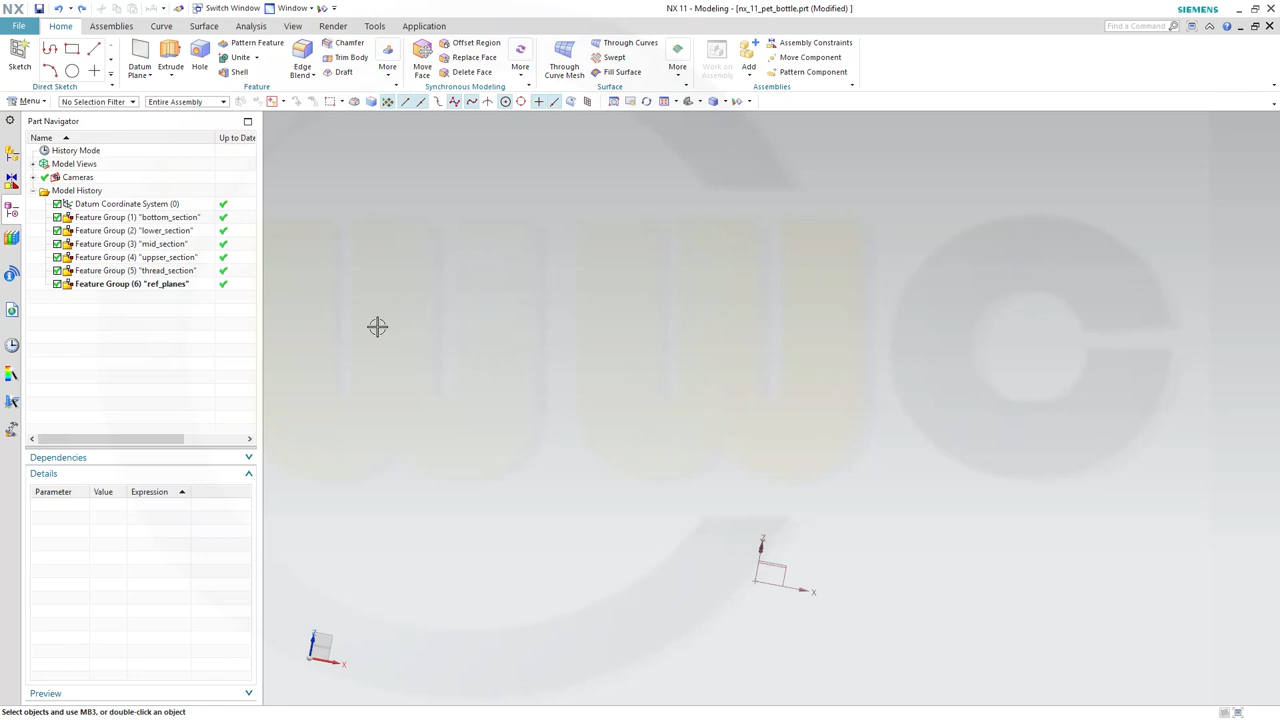 NX
Switch Window
Window
NX 11 - Modeling - [nx_11_pet_bottle.prt (Modified) ]
SIEMENS
File
Home
Assemblies
Curve
Surface
Analysis
View
Render
Tools
Application
Find a Command
Sketch
Direct Sketch
Datum Plane
Extrude
Hole
Pattern Feature
Unite
Shell
Edge Blend
Chamfer
Trim Body
Draft
More
Feature
Move Face
Offset Region
Replace Face
Delete Face
More
Synchronous Modeling
Through Curve Mesh
Through Curves
Swept
Fill Surface
More
Surface
Work on Assembly
Add
Assembly Constraints
Move Component
Pattern Component
Assemblies
Menu
No Selection Filter
Entire Assembly
Part Navigator
Name
Up to Date
History Mode
Model Views
Cameras
Model History
Datum Coordinate System (0)
Feature Group (1) "bottom_section"
Feature Group (2) "lower_section"
Feature Group (3) "mid_section"
Feature Group (4) "uppser_section"
Feature Group (5) "thread_section"
Feature Group (6) "ref_planes"
Dependencies
Details
Parameter
Value
Expression
Preview
Z
X
Z
X
Select objects and use MB3, or double-click an object